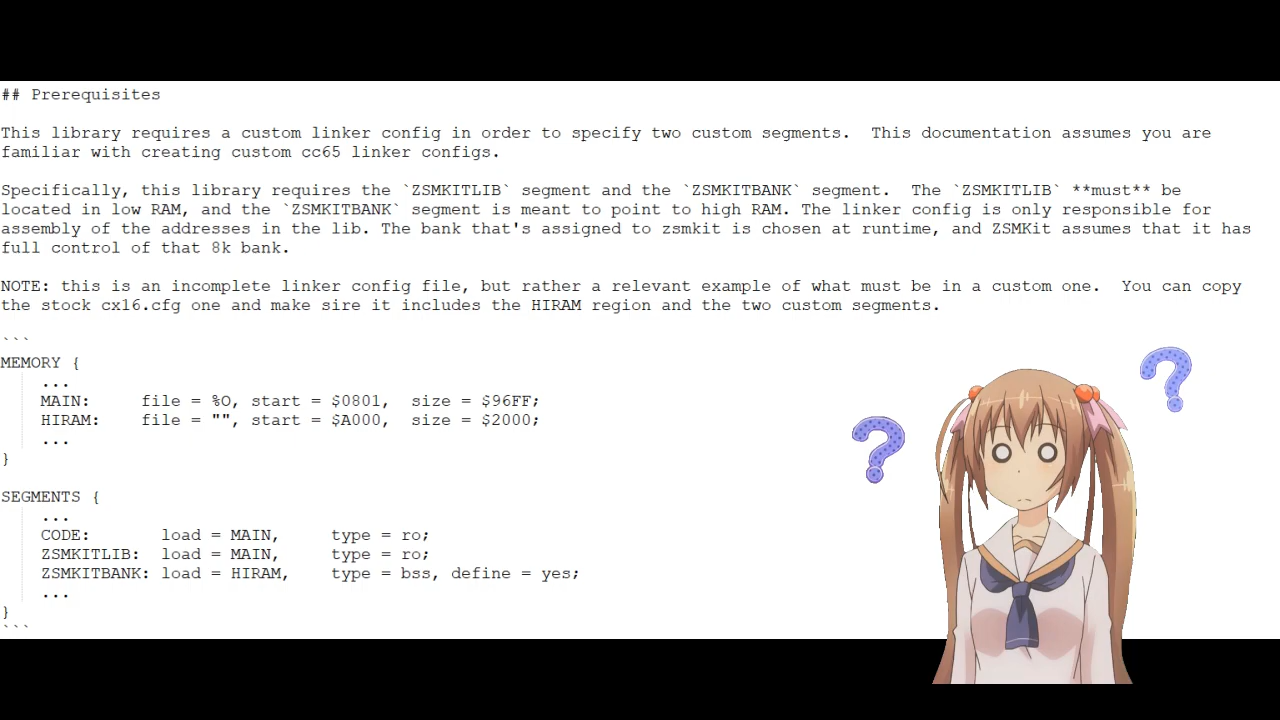 ## Prerequisites
This library requires a custom linker config in order to specify two custom segments.  This documentation assumes you are
familiar with creating custom cc65 linker configs.
Specifically, this library requires the `ZSMKITLIB` segment and the `ZSMKITBANK` segment.  The `ZSMKITLIB` **must** be
located in low RAM, and the `ZSMKITBANK` segment is meant to point to high RAM. The linker config is only responsible for
assembly of the addresses in the lib. The bank that's assigned to zsmkit is chosen at runtime, and ZSMKit assumes that it has
full control of that 8k bank.
NOTE: this is an incomplete linker config file, but rather a relevant example of what must be in a custom one.  You can copy
the stock cx16.cfg one and make sire it includes the HIRAM region and the two custom segments.
```
MEMORY {
    ...
    MAIN:     file = %O, start = $0801,  size = $96FF;
    HIRAM:    file = "", start = $A000,  size = $2000;
    ...
}
SEGMENTS {
    ...
    CODE:       load = MAIN,     type = ro;
    ZSMKITLIB:  load = MAIN,     type = ro;
    ZSMKITBANK: load = HIRAM,    type = bss, define = yes;
    ...
}
```
? ?